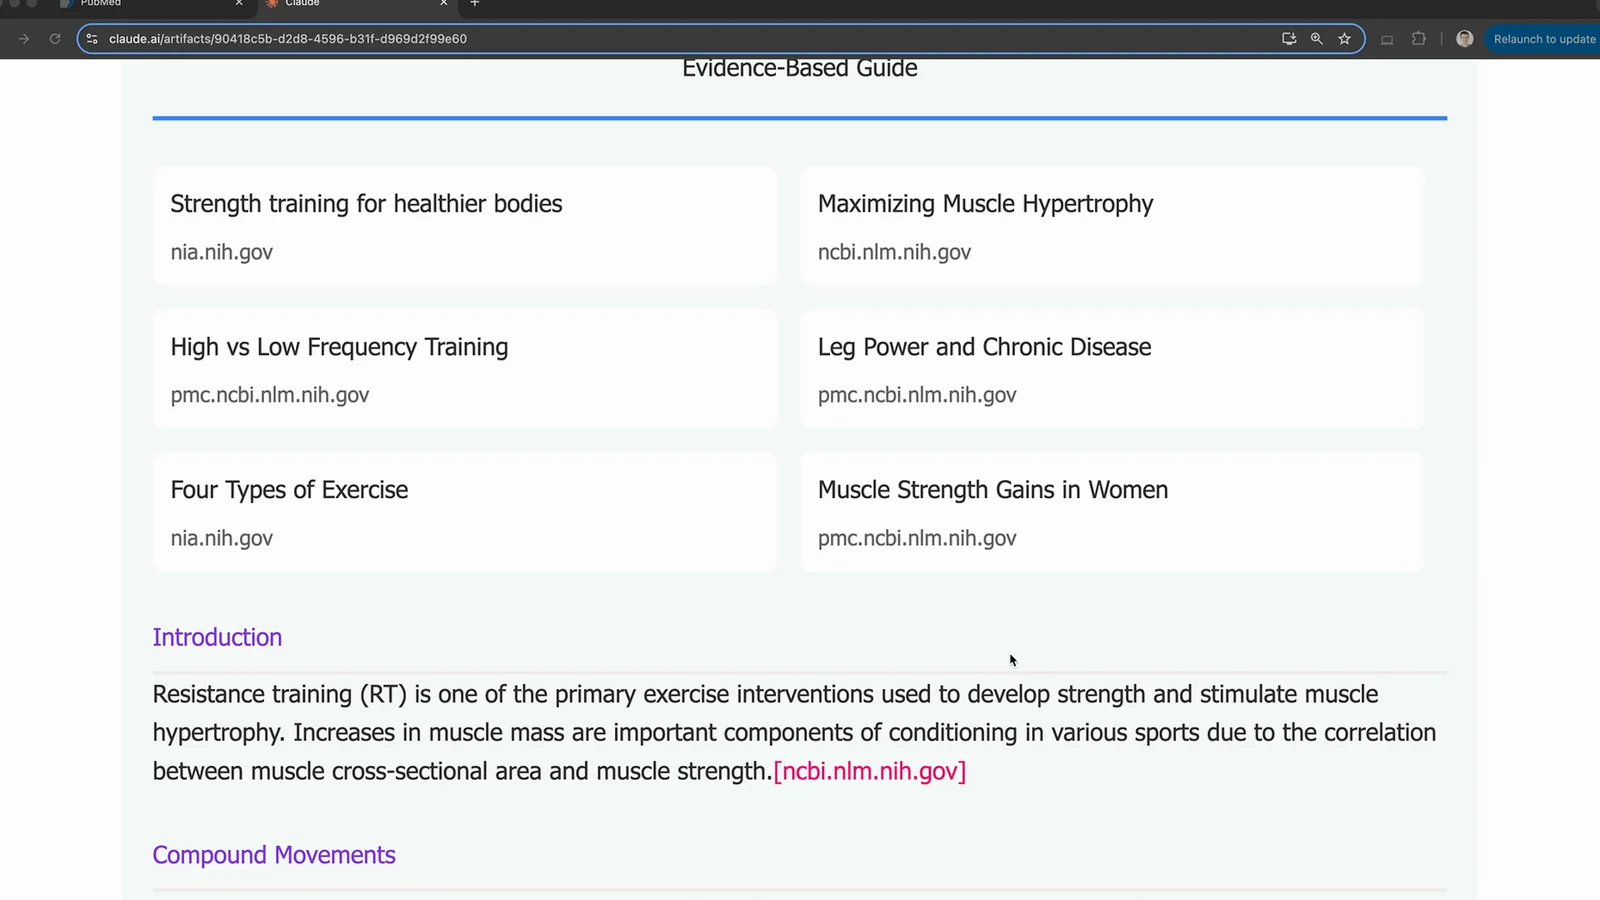 PubMed
Claude
claude.ai/artifacts/90418c5b-d2d8-4596-b31f-d969d2f99e60
Relaunch to update
Evidence-Based Guide
Strength training for healthier bodies
nia.nih.gov
Maximizing Muscle Hypertrophy
ncbi.nlm.nih.gov
High vs Low Frequency Training
pmc.ncbi.nlm.nih.gov
Leg Power and Chronic Disease
pmc.ncbi.nlm.nih.gov
Four Types of Exercise
nia.nih.gov
Muscle Strength Gains in Women
pmc.ncbi.nlm.nih.gov
Introduction
Resistance training (RT) is one of the primary exercise interventions used to develop strength and stimulate muscle
hypertrophy. Increases in muscle mass are important components of conditioning in various sports due to the correlation
between muscle cross-sectional area and muscle strength.[ncbi.nlm.nih.gov]
Compound Movements